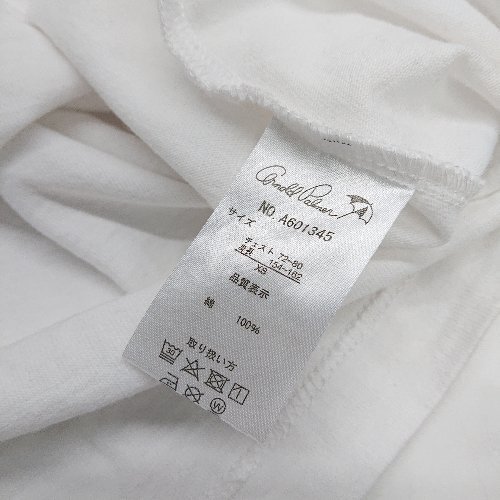 Arnold Palmer
NO. A601345
サイズ
チェスト 72-80
身長 154-162
XS
品質表示
綿 100%
取り扱い方
30
W